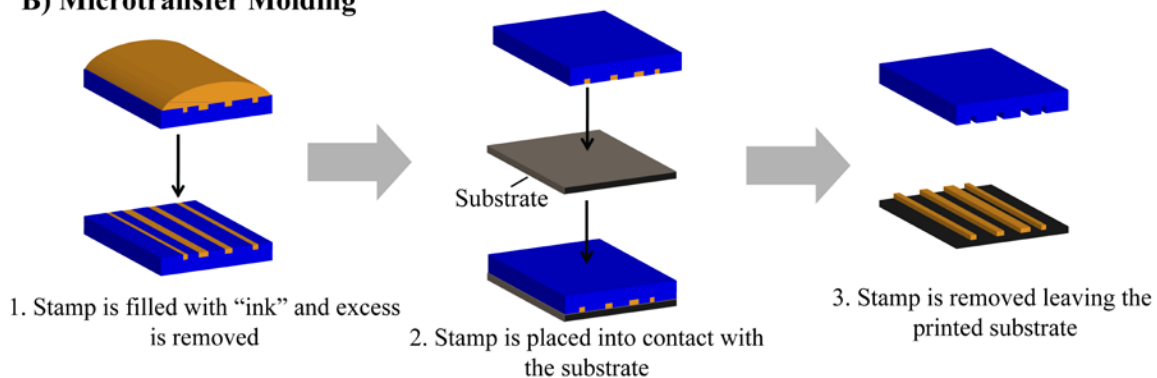 B) Microtransfer Molding
Substrate
1. Stamp is filled with “ink” and excess
is removed
2. Stamp is placed into contact with
the substrate
3. Stamp is removed leaving the
printed substrate